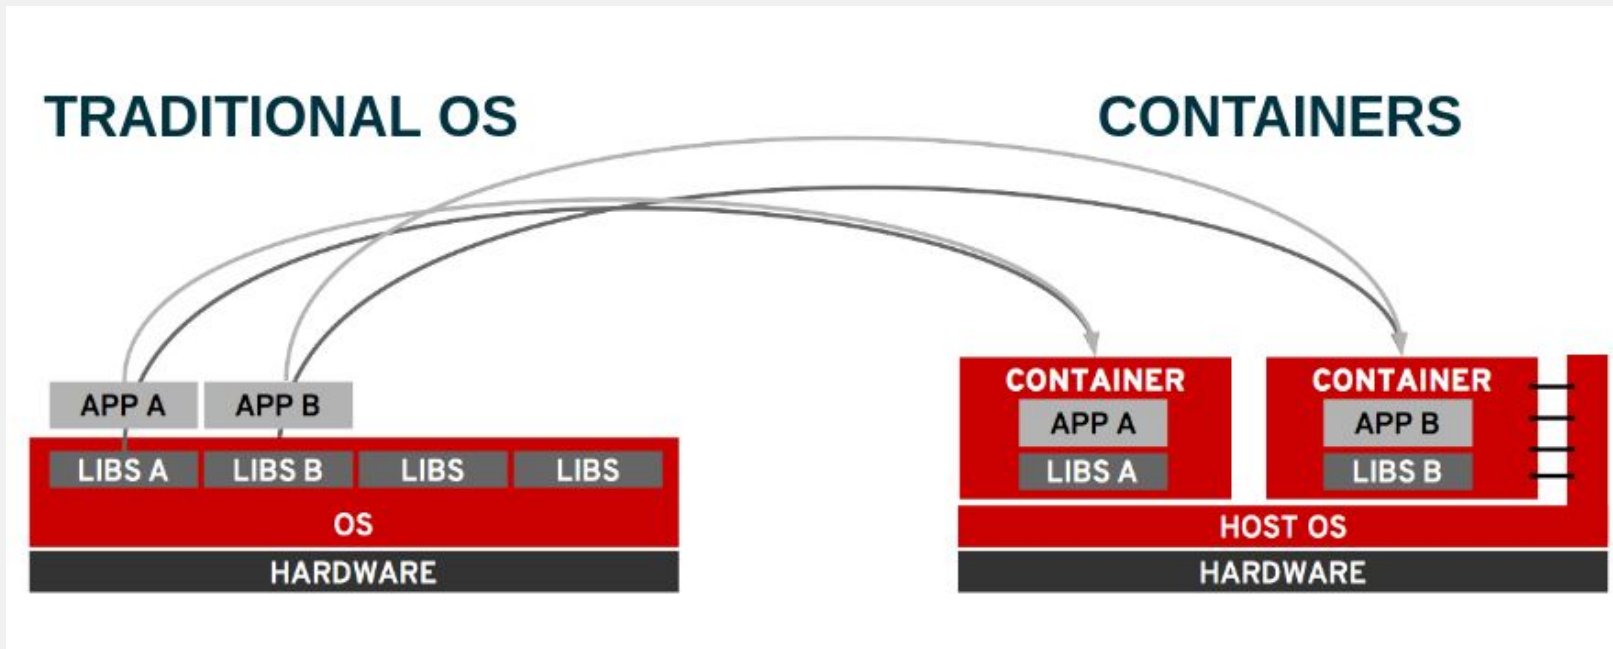 TRADITIONAL OS
CONTAINERS
APP A
APP B
LIBS A
LIBS B
LIBS
LIBS
OS
HARDWARE
CONTAINER
APP A
LIBS A
CONTAINER
APP B
LIBS B
HOST OS
HARDWARE